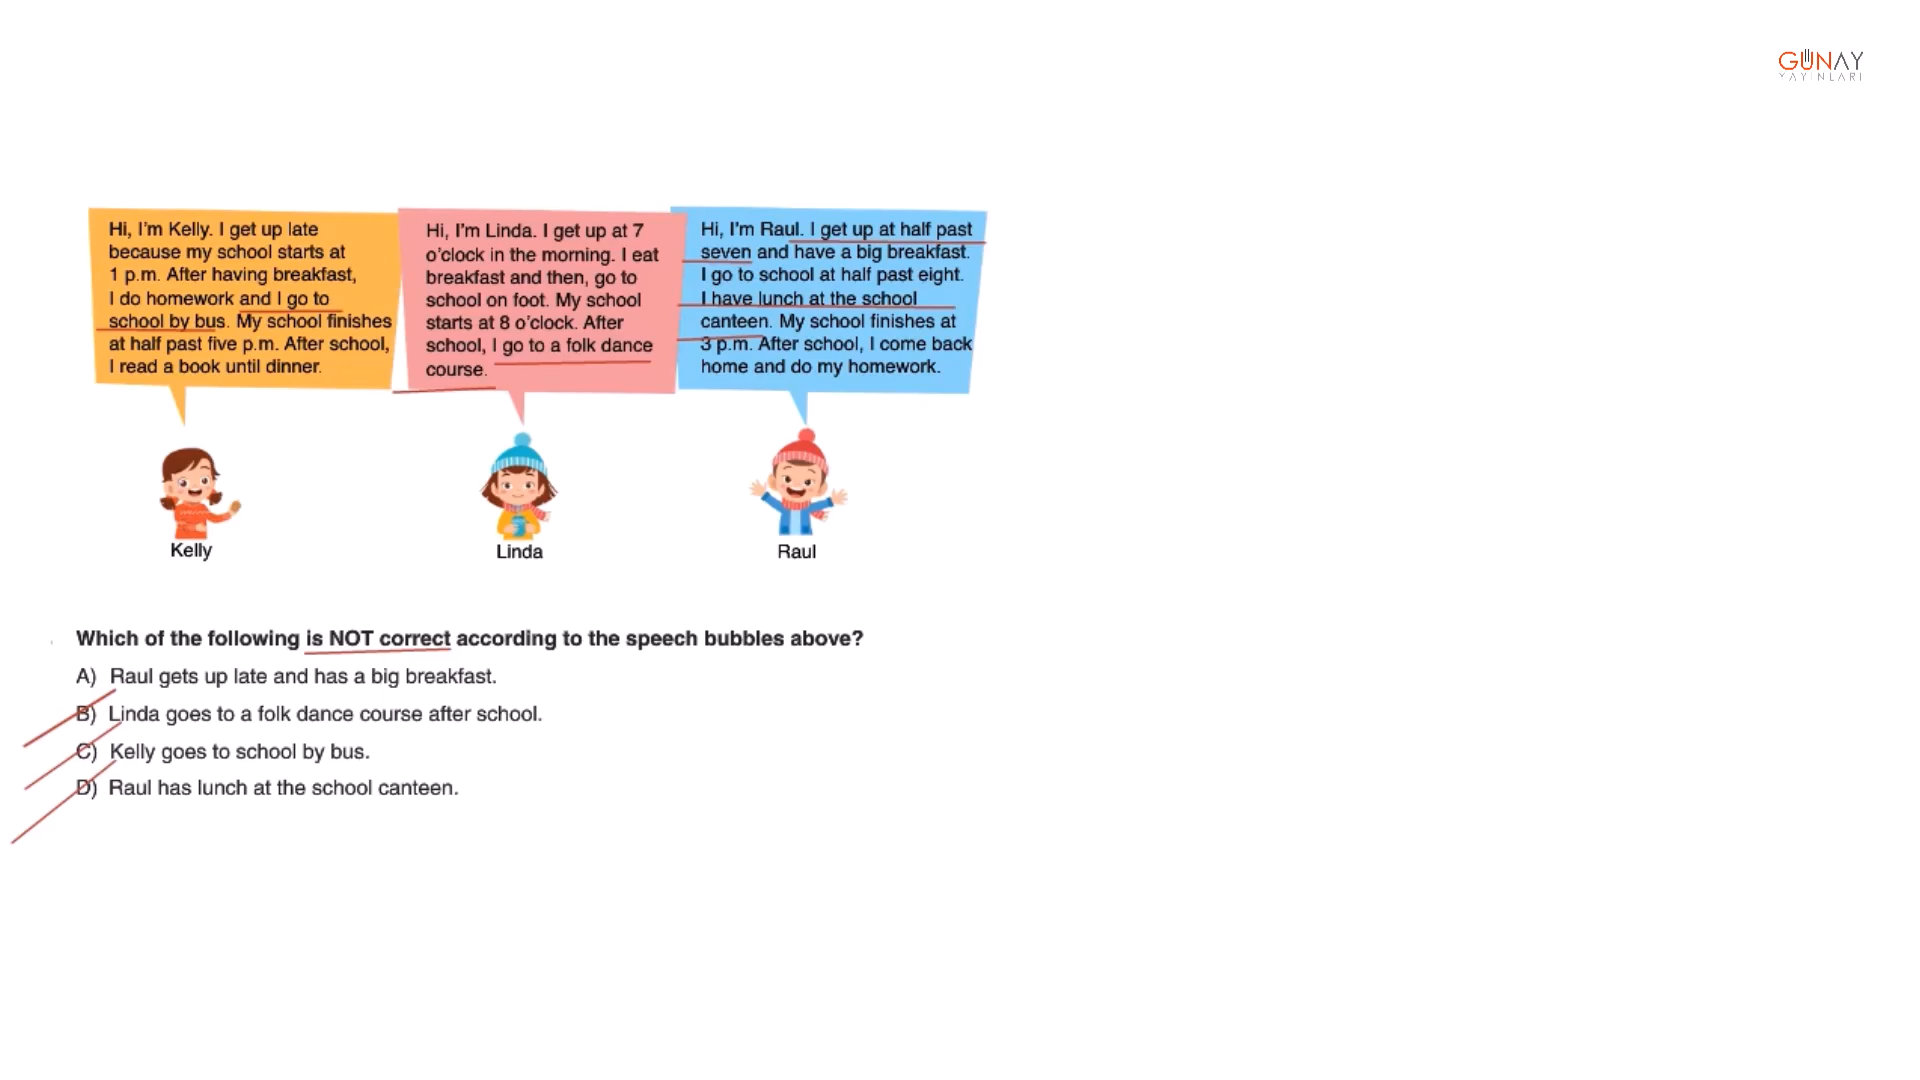 GÜNAY
YAYINLARI
Hi, I'm Kelly. I get up late
because my school starts at
1 p.m. After having breakfast,
I do homework and I go to
school by bus. My school finishes
at half past five p.m. After school,
I read a book until dinner.
Hi, I'm Linda. I get up at 7
o'clock in the morning. I eat
breakfast and then, go to
school on foot. My school
starts at 8 o'clock. After
school, I go to a folk dance
course.
Hi, I'm Raul. I get up at half past
seven and have a big breakfast.
I go to school at half past eight.
I have lunch at the school
canteen. My school finishes at
3 p.m. After school, I come back
home and do my homework.
Kelly
Linda
Raul
Which of the following is NOT correct according to the speech bubbles above?
A) Raul gets up late and has a big breakfast.
B) Linda goes to a folk dance course after school.
C) Kelly goes to school by bus.
D) Raul has lunch at the school canteen.